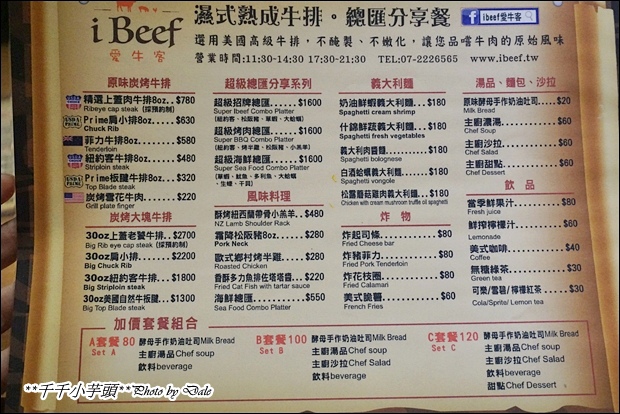 i Beef
愛牛客
濕式熟成牛排。總匯分享餐
ibeef愛牛客
選用美國高級牛排，不醃製、不嫩化，讓您品嚐牛肉的原始風味
營業時間:11:30-14:30 17:30-21:30 TEL:07-2226565 www.ibeef.tw
原味炭烤牛排
精選上蓋肉牛排8oz..$780
Ribeye cap steak (採預約制)
Prime肩小排8oz......$630
Chuck Rib
菲力牛排8oz..........$580
Tenderloin
紐約客牛排8oz......$480
Striploin steak
Prime板腱牛排8oz..$320
Top Blade steak
炭烤雪花牛肉........$220
Grill plate finger
炭烤大塊牛排
30oz上蓋老饕牛排..$2700
Big Rib eye cap steak (採預約制)
30oz肩小排..........$2200
Big Chuck Rib
30oz紐約客牛排....$1800
Big Striploin steak
30oz美國自然牛板腱..$1300
Big Top Blade steak
超級總匯分享系列
超級招牌總匯......$1600
Super Beef Combo Platter
超級烤肉總匯......$1600
Super BBQ Combo Platter
超級海鮮總匯......$1600
Super Sea Food Combo Platter
風味料理
酥烤紐西蘭帶骨小羔羊..$480
NZ Lamb Shoulder Rack
霜降松阪豬8oz.......$280
Pork Neck
歐式鄉村烤半雞....$280
Roasted Chicken
香酥多力魚排佐塔塔醬..$220
Fried Cat Fish with tartar sauce
海鮮總匯............$550
Sea Food Combo Platter
義大利麵
奶油鮮蝦義大利麵...$180
Spaghetti cream shrimp
什錦鮮蔬義大利麵...$180
Spaghetti fresh vegetables
義大利肉醬麵.......$180
Spaghetti bolognese
白酒蛤蠣義大利麵...$180
Spaghetti vongole
松露蘑菇雞肉義大利麵...$180
Chicken with cream mushroom truffle oil spaghetti
炸物
炸起司條............$80
Fried Cheese bar
炸豬菲力............$80
Fried Pork Tenderloin
炸花枝圈............$80
Fried Calamari
美式脆薯............$80
French Fries
湯品、麵包、沙拉
原味酵母手作奶油吐司.....$20
Milk Bread
主廚濃湯............$60
Chef Soup
主廚沙拉............$60
Chef Salad
主廚甜點............$60
Chef Dessert
飲品
當季鮮果汁.........$80
Fresh juice
鮮搾檸檬汁.........$60
Lemonade
美式咖啡............$40
Coffee
無糖綠茶............$30
Green tea
可樂/雪碧/檸檬紅茶...$30
Cola/Sprite/ Lemon tea
加價套餐組合
A套餐80 酵母手作奶油吐司Milk Bread
Set A 主廚湯品Chef soup
飲料beverage
B套餐100 酵母手作奶油吐司Milk Bread
Set B 主廚湯品Chef soup
主廚沙拉Chef Salad
飲料beverage
C套餐120 酵母手作奶油吐司Milk Bread
Set C 主廚湯品Chef soup
主廚沙拉Chef Salad
飲料beverage
甜點Chef Dessert
**千千小芋頭**Photo by Dale